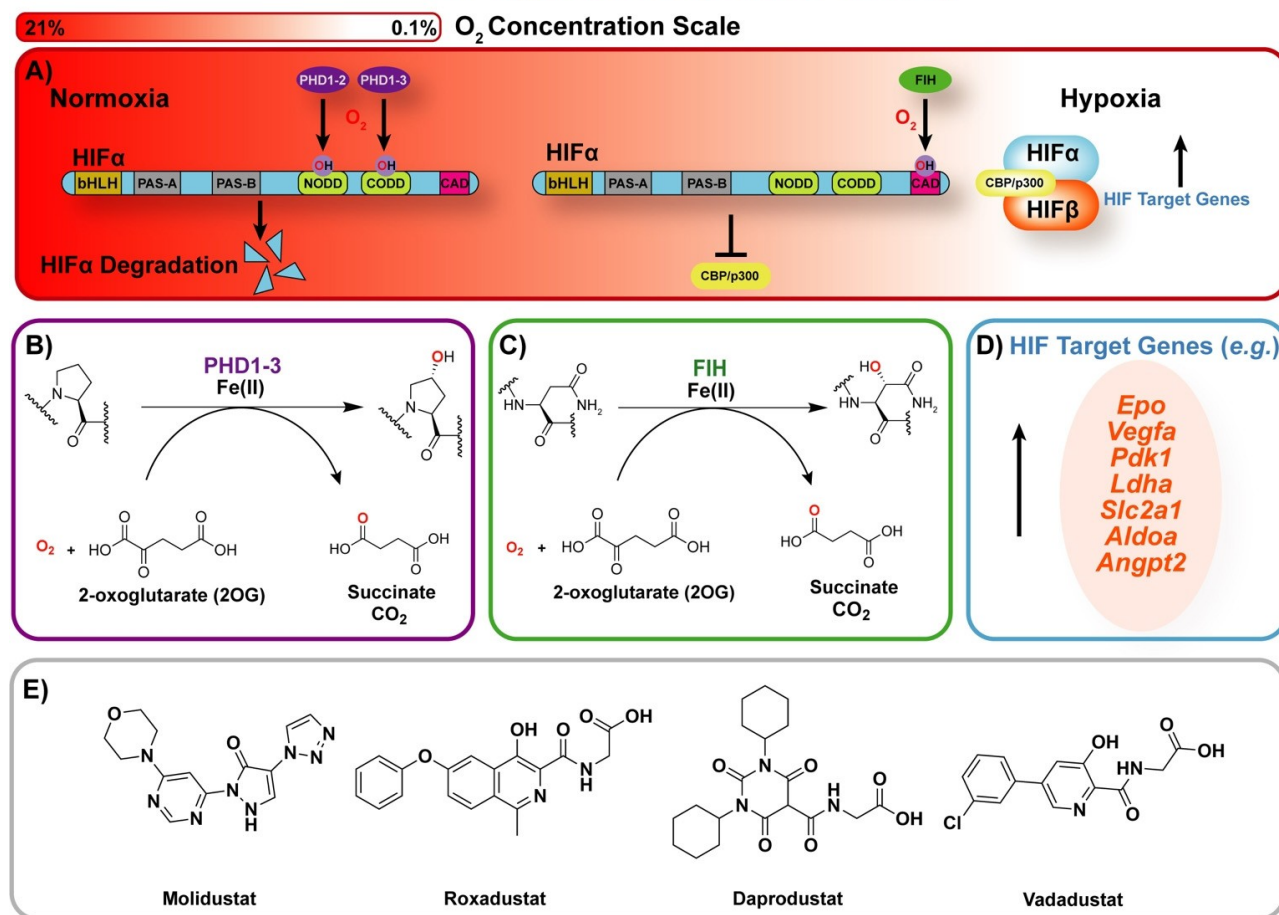 21%
0.1%
O₂ Concentration Scale
A)
Normoxia
PHD1-2
PHD1-3
O₂
HIFα
OH
OH
bHLH
PAS-A
PAS-B
NODD
CODD
CAD
HIFα Degradation
FIH
O₂
HIFα
OH
bHLH
PAS-A
PAS-B
NODD
CODD
CAD
CBP/p300
Hypoxia
HIFα
CBP/p300
HIFβ
HIF Target Genes
B)
PHD1-3
Fe(II)
N
O
OH
N
O
O₂ +
HO
O
O
O
OH
2-oxoglutarate (2OG)
O
HO
O
OH
Succinate
CO₂
C)
FIH
Fe(II)
O
HN
NH₂
O
HO
O
HN
NH₂
O
O₂ +
HO
O
O
O
OH
2-oxoglutarate (2OG)
O
HO
O
OH
Succinate
CO₂
D) HIF Target Genes (e.g.)
Epo
Vegfa
Pdk1
Ldha
Slc2a1
Aldoa
Angpt2
E)
O
N
N
N
O
N
N
H
N
N
N
Molidustat
O
OH
O
N
N
H
O
OH
Roxadustat
O
N
O
N
O
O
H
N
O
OH
Daprodustat
Cl
OH
N
O
HN
O
OH
Vadadustat